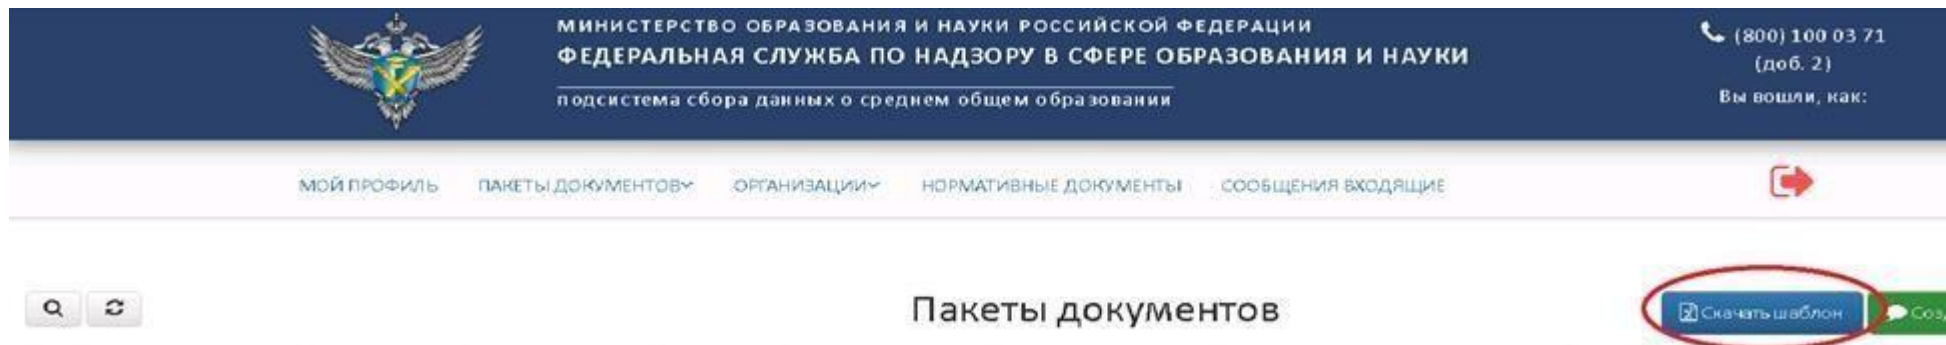 МИНИСТЕРСТВО ОБРАЗОВАНИЯ И НАУКИ РОССИЙСКОЙ ФЕДЕРАЦИИ
ФЕДЕРАЛЬНАЯ СЛУЖБА ПО НАДЗОРУ В СФЕРЕ ОБРАЗОВАНИЯ И НАУКИ
подсистема сбора данных о среднем общем образовании
(800) 100 03 71
(доб. 2)
Вы вошли, как:
МОЙ ПРОФИЛЬ ПАКЕТЫ ДОКУМЕНТОВ ОРГАНИЗАЦИИ НОРМАТИВНЫЕ ДОКУМЕНТЫ СООБЩЕНИЯ ВХОДЯЩИЕ
Пакеты документов
Скачать шаблон